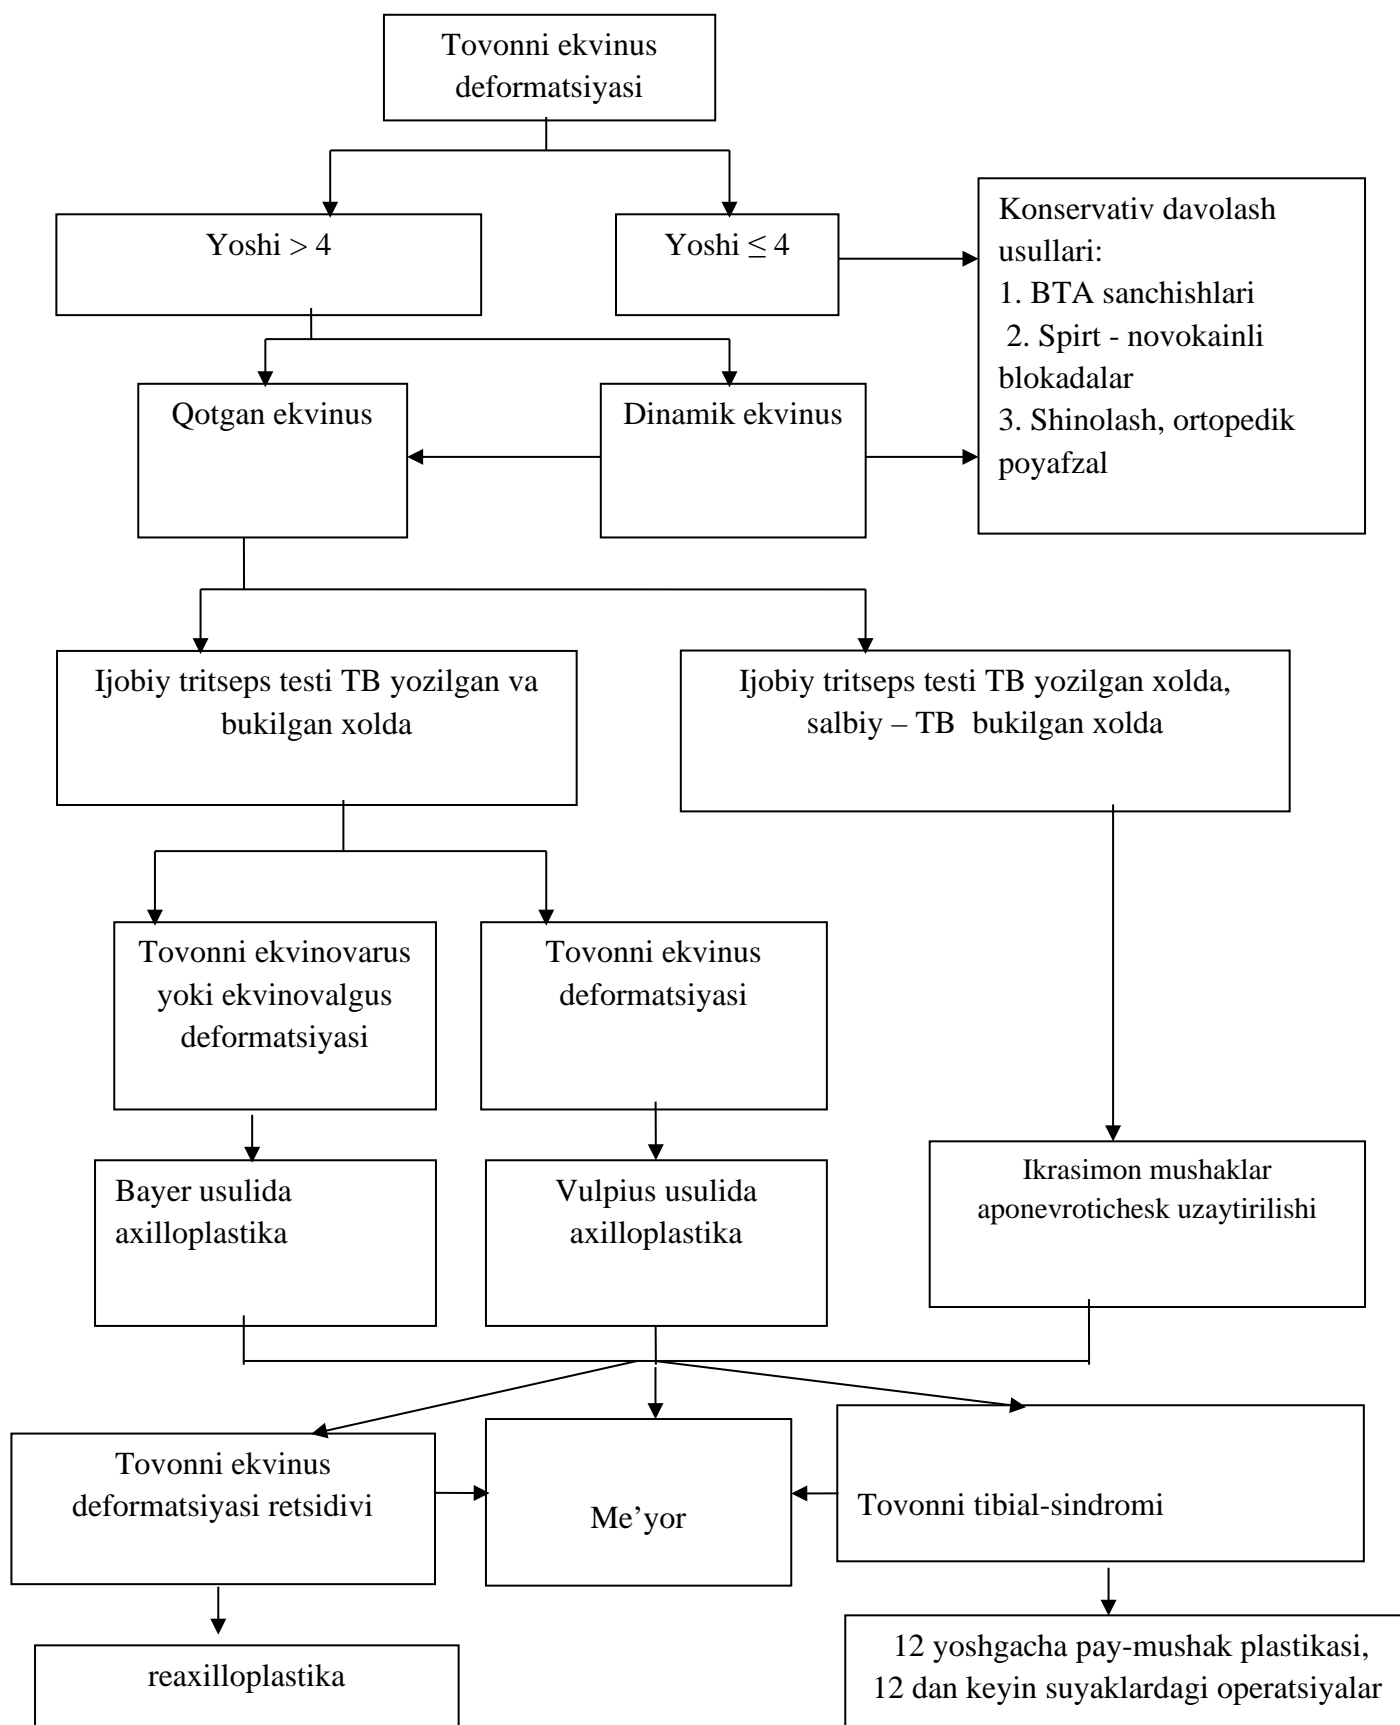 Tovonni ekvinus
deformatsiyasi
Yoshi > 4
Yoshi ≤ 4
Konservativ davolash
usullari:
1. BTA sanchishlari
2. Spirt - novokainli
blokadalar
3. Shinolash, ortopedik
poyafzal
Qotgan ekvinus
Dinamik ekvinus
Ijobiy tritseps testi TB yozilgan va
bukilgan xolda
Ijobiy tritseps testi TB yozilgan xolda,
salbiy – TB bukilgan xolda
Tovonni ekvinovarus
yoki ekvinovalgus
deformatsiyasi
Tovonni ekvinus
deformatsiyasi
Bayer usulida
axilloplastika
Vulpius usulida
axilloplastika
Ikrasimon mushaklar
aponevrotichesk uzaytirilishi
Tovonni ekvinus
deformatsiyasi retsidivi
Me’yor
Tovonni tibial-sindromi
reaxilloplastika
12 yoshgacha pay-mushak plastikasi,
12 dan keyin suyaklardagi operatsiyalar